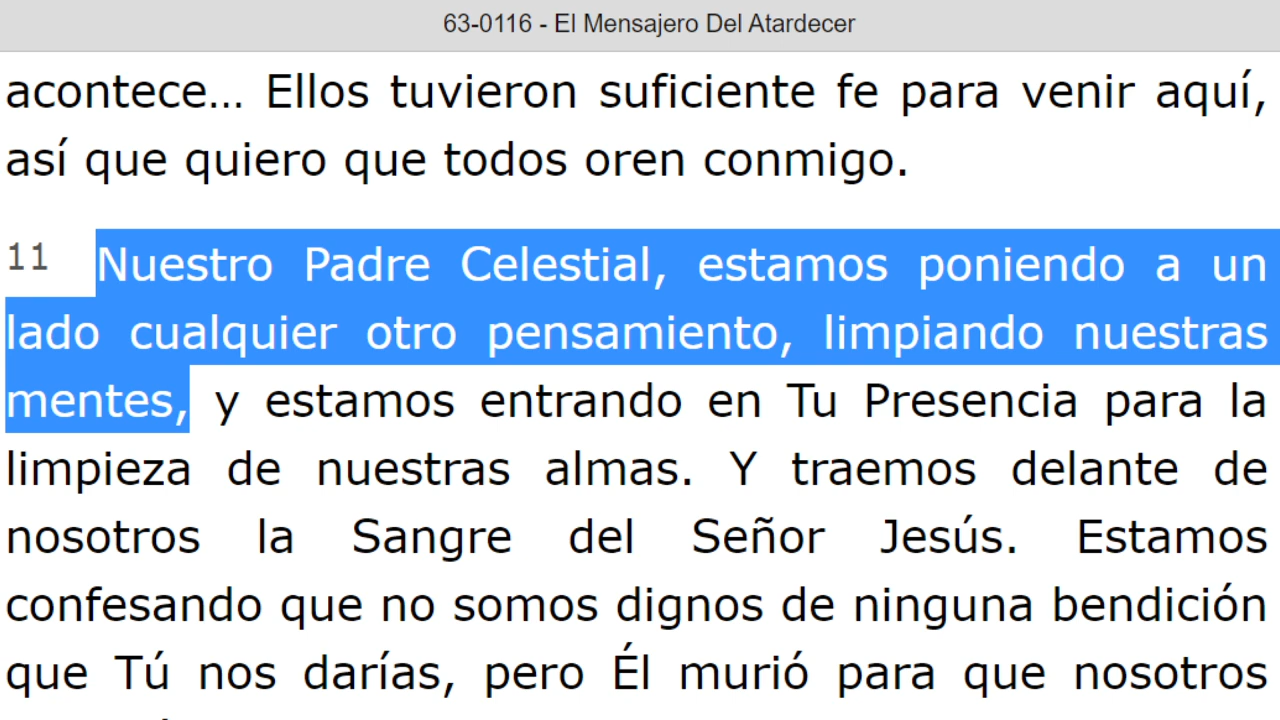 63-0116 - El Mensajero Del Atardecer
acontece... Ellos tuvieron suficiente fe para venir aquí,
así que quiero que todos oren conmigo.
11 Nuestro Padre Celestial, estamos poniendo a un
lado cualquier otro pensamiento, limpiando nuestras
mentes, y estamos entrando en Tu Presencia para la
limpieza de nuestras almas. Y traemos delante de
nosotros la Sangre del Señor Jesús. Estamos
confesando que no somos dignos de ninguna bendición
que Tú nos darías, pero Él murió para que nosotros